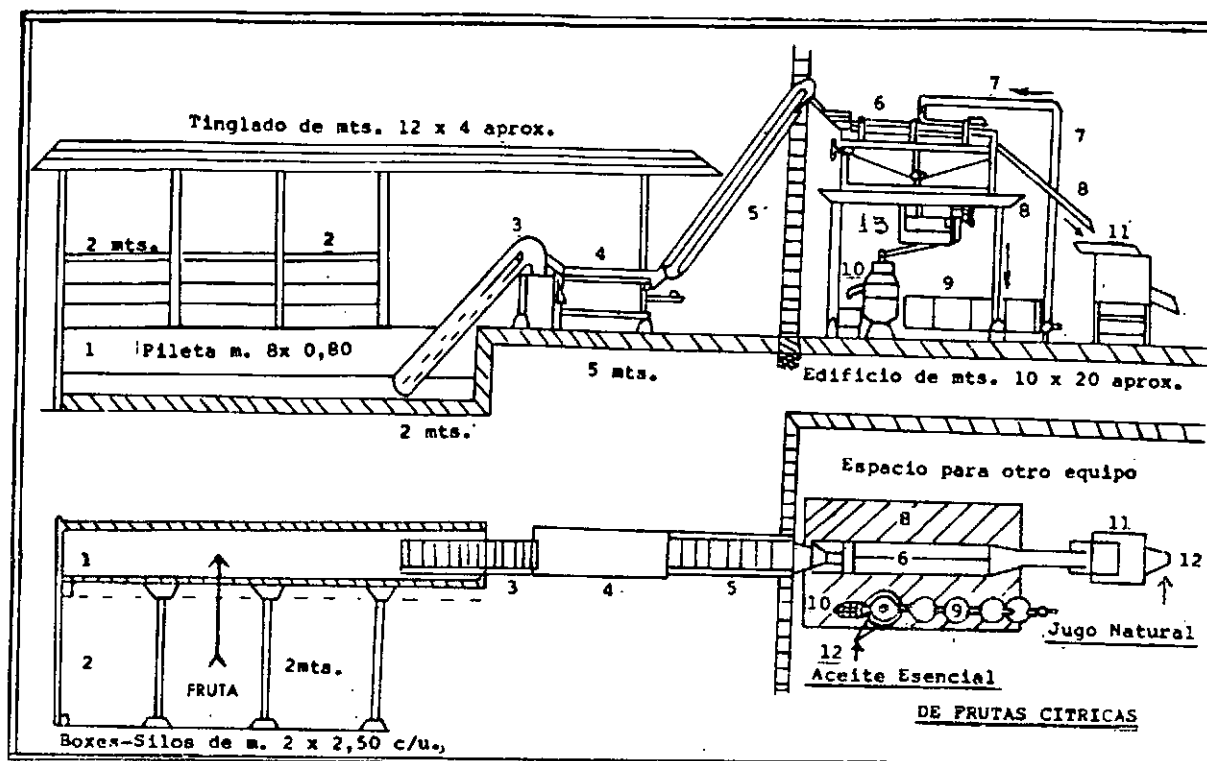 Tinglado de mts. 12 x 4 aprox.
7
6
7
8
5
3
4
2 mts.
2
8
11
13
10
9
1
Pileta m. 8x 0,80
5 mts.
Edificio de mts. 10 x 20 aprox.
2 mts.
Espacio para otro equipo
8
11
1
6
12
3
4
5
10
9
Jugo Natural
2
2mts.
FRUTA
12
Aceite Esencial
DE FRUTAS CITRICAS
Boxes-Silos de m. 2 x 2,50 c/u.,